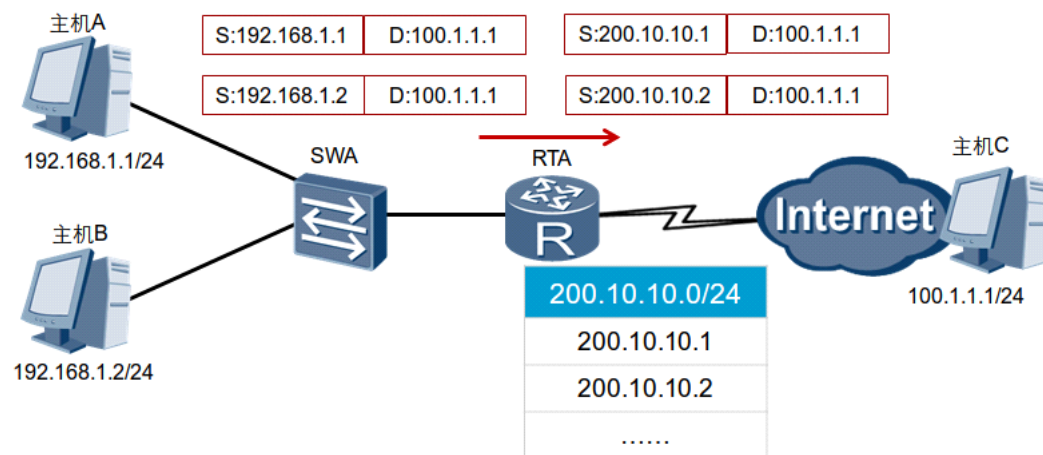 主机A
S:192.168.1.1 D:100.1.1.1 S:200.10.10.1 D:100.1.1.1
S:192.168.1.2 D:100.1.1.1 S:200.10.10.2 D:100.1.1.1
192.168.1.1/24
SWA
RTA
主机C
主机B
R
Internet
192.168.1.2/24
100.1.1.1/24
200.10.10.0/24
200.10.10.1
200.10.10.2
......